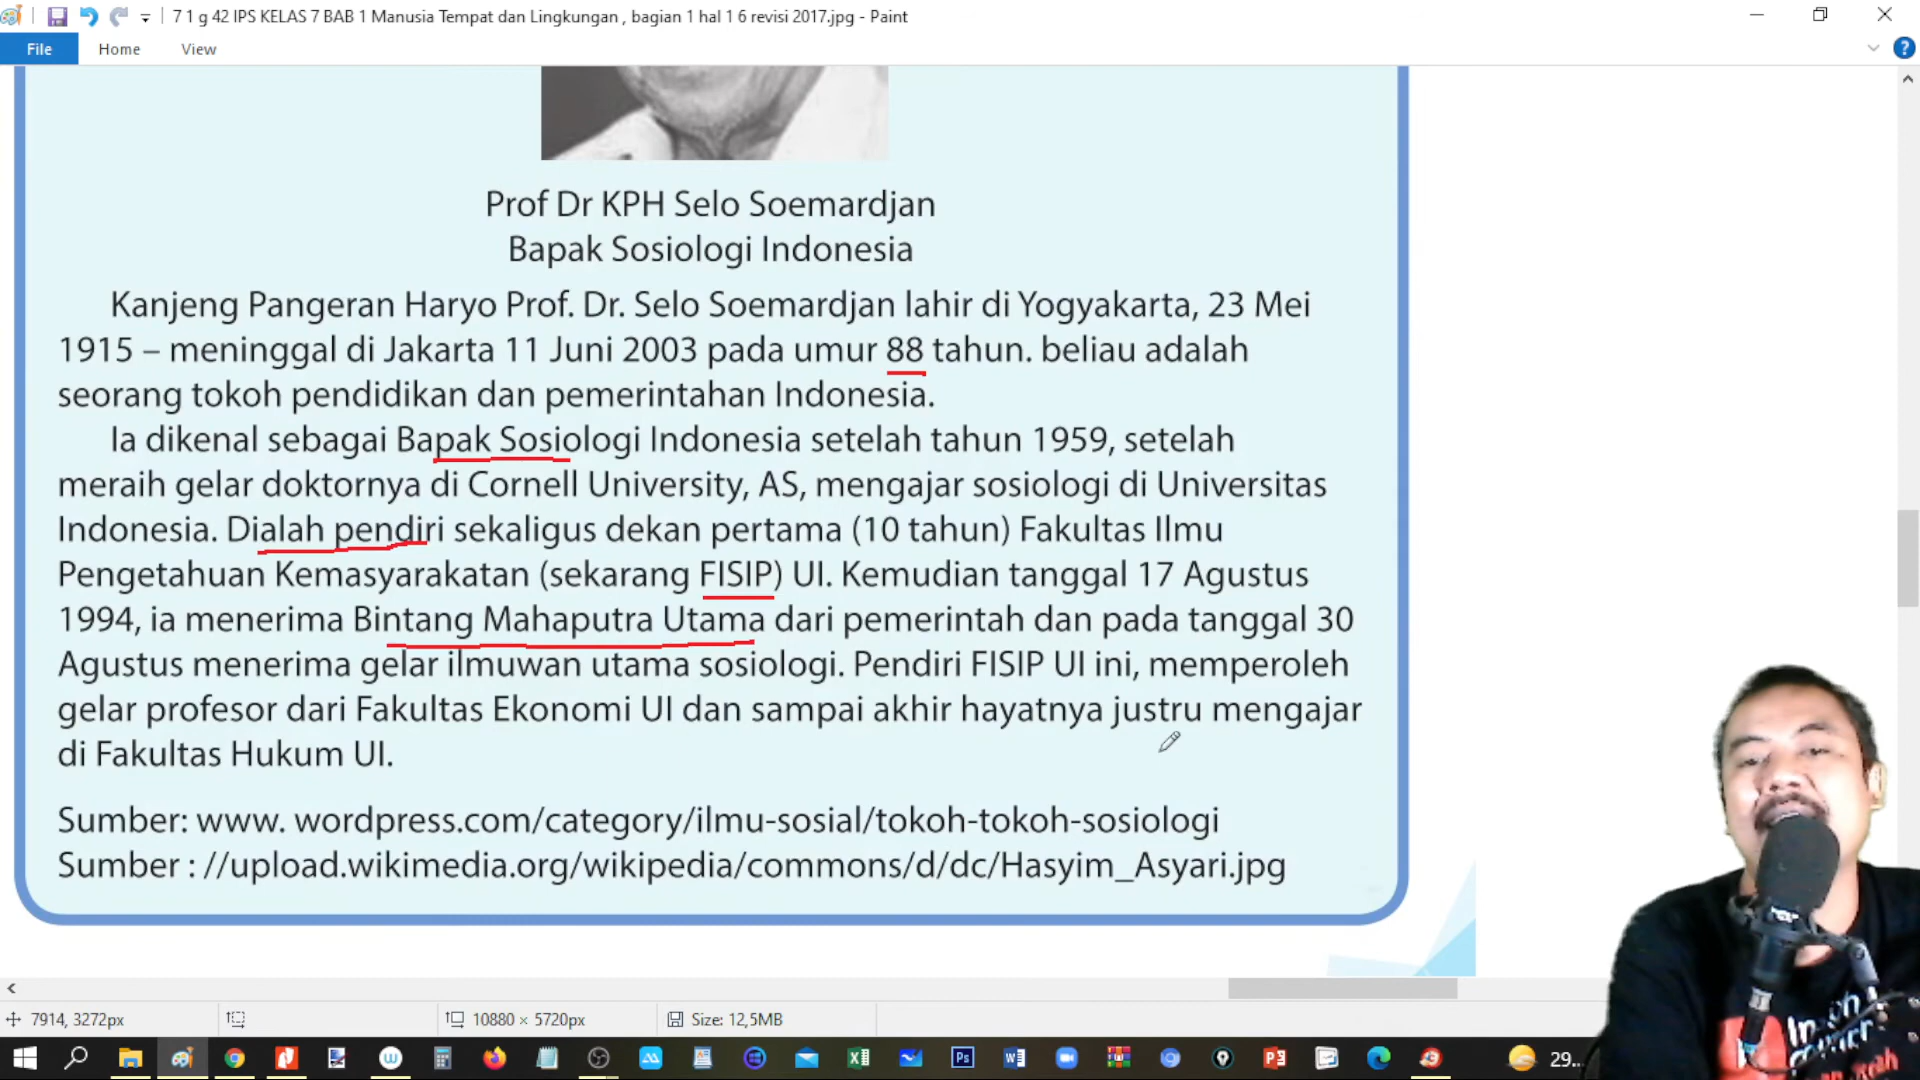 7 1 g 42 IPS KELAS 7 BAB 1 Manusia Tempat dan Lingkungan , bagian 1 hal 1 6 revisi 2017.jpg - Paint
File Home View
Prof Dr KPH Selo Soemardjan
Bapak Sosiologi Indonesia
Kanjeng Pangeran Haryo Prof. Dr. Selo Soemardjan lahir di Yogyakarta, 23 Mei
1915 – meninggal di Jakarta 11 Juni 2003 pada umur 88 tahun. beliau adalah
seorang tokoh pendidikan dan pemerintahan Indonesia.
Ia dikenal sebagai Bapak Sosiologi Indonesia setelah tahun 1959, setelah
meraih gelar doktornya di Cornell University, AS, mengajar sosiologi di Universitas
Indonesia. Dialah pendiri sekaligus dekan pertama (10 tahun) Fakultas Ilmu
Pengetahuan Kemasyarakatan (sekarang FISIP) UI. Kemudian tanggal 17 Agustus
1994, ia menerima Bintang Mahaputra Utama dari pemerintah dan pada tanggal 30
Agustus menerima gelar ilmuwan utama sosiologi. Pendiri FISIP UI ini, memperoleh
gelar profesor dari Fakultas Ekonomi UI dan sampai akhir hayatnya justru mengajar
di Fakultas Hukum UI.
Sumber: www. wordpress.com/category/ilmu-sosial/tokoh-tokoh-sosiologi
Sumber : //upload.wikimedia.org/wikipedia/commons/d/dc/Hasyim_Asyari.jpg
7914, 3272px 10880 × 5720px Size: 12,5MB
29...